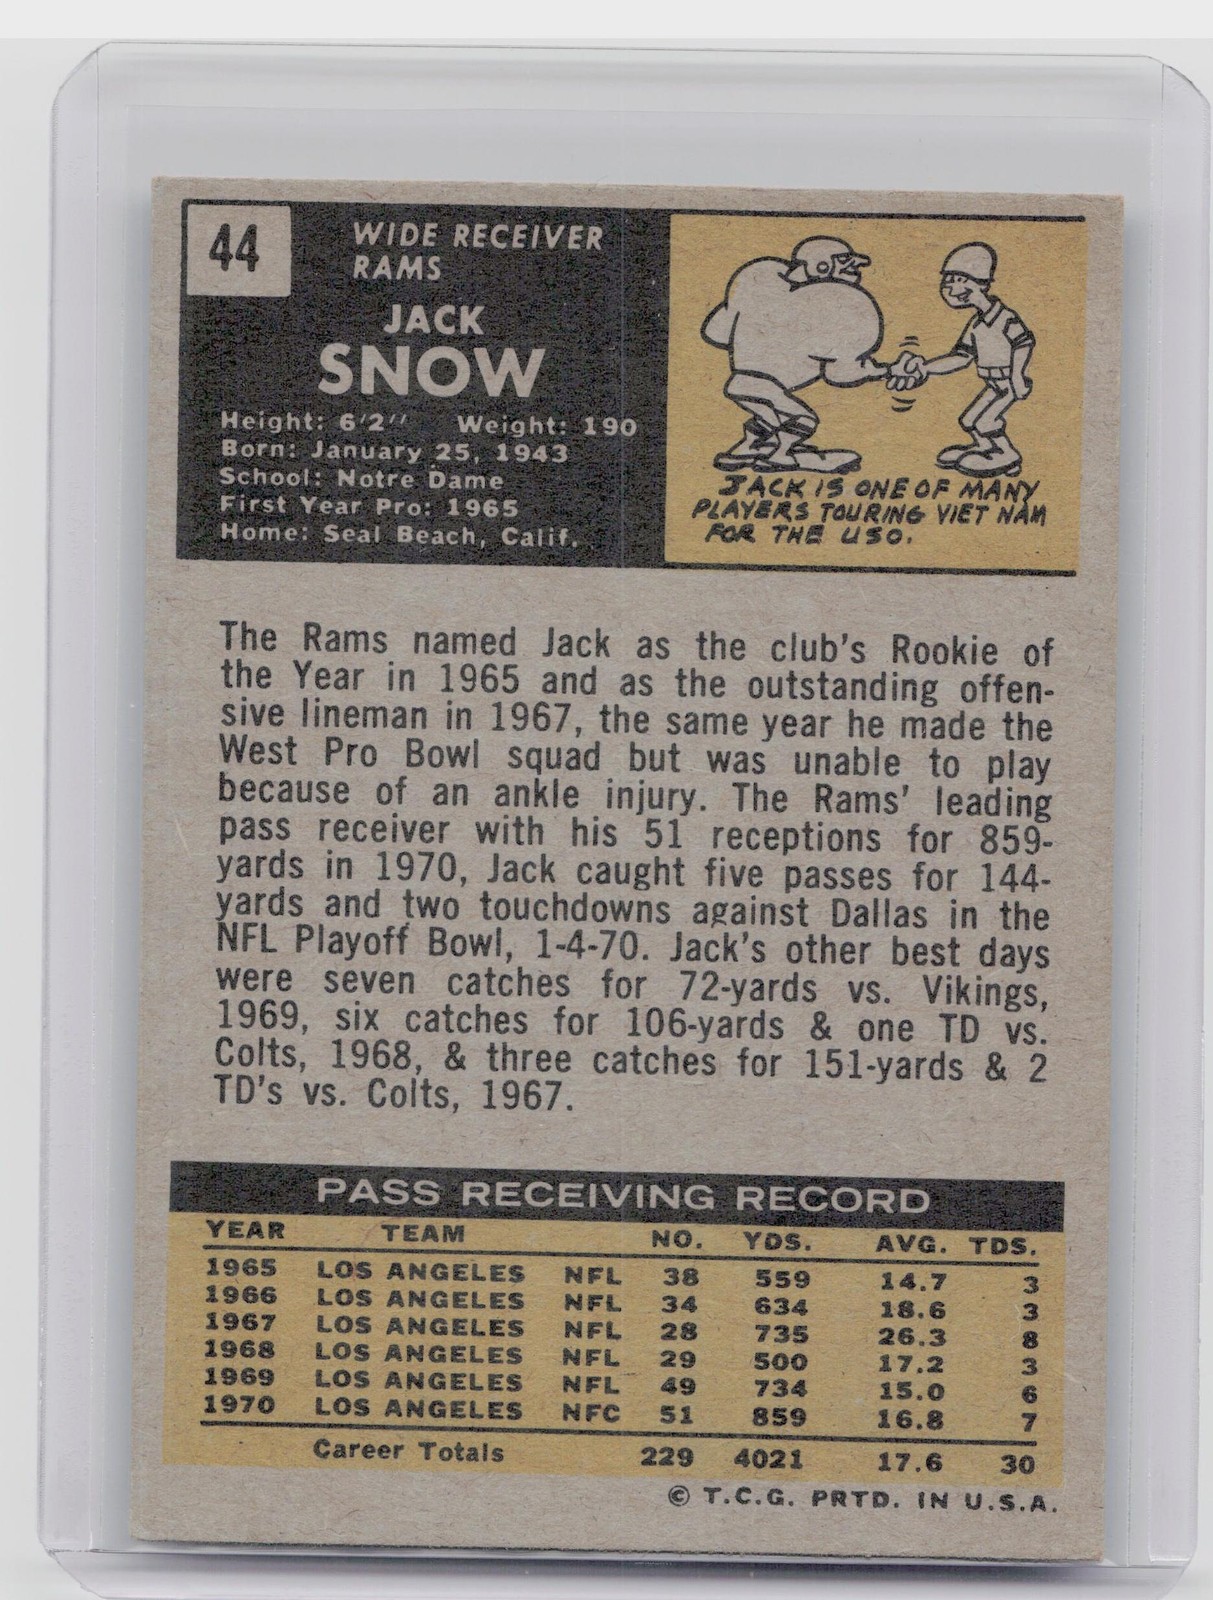 44
WIDE RECEIVER
RAMS
JACK
SNOW
Height: 6'2'' Weight: 190
Born: January 25, 1943
School: Notre Dame
First Year Pro: 1965
Home: Seal Beach, Calif.
JACK IS ONE OF MANY
PLAYERS TOURING VIET NAM
FOR THE USO.
The Rams named Jack as the club's Rookie of
the Year in 1965 and as the outstanding offen-
sive lineman in 1967, the same year he made the
West Pro Bowl squad but was unable to play
because of an ankle injury. The Rams' leading
pass receiver with his 51 receptions for 859-
yards in 1970, Jack caught five passes for 144-
yards and two touchdowns against Dallas in the
NFL Playoff Bowl, 1-4-70. Jack's other best days
were seven catches for 72-yards vs. Vikings,
1969, six catches for 106-yards & one TD vs.
Colts, 1968, & three catches for 151-yards & 2
TD's vs. Colts, 1967.
PASS RECEIVING RECORD
YEAR TEAM NO. YDS. AVG. TDS.
1965 LOS ANGELES NFL 38 559 14.7 3
1966 LOS ANGELES NFL 34 634 18.6 3
1967 LOS ANGELES NFL 28 735 26.3 8
1968 LOS ANGELES NFL 29 500 17.2 3
1969 LOS ANGELES NFL 49 734 15.0 6
1970 LOS ANGELES NFC 51 859 16.8 7
Career Totals 229 4021 17.6 30
© T.C.G. PRTD. IN U.S.A.